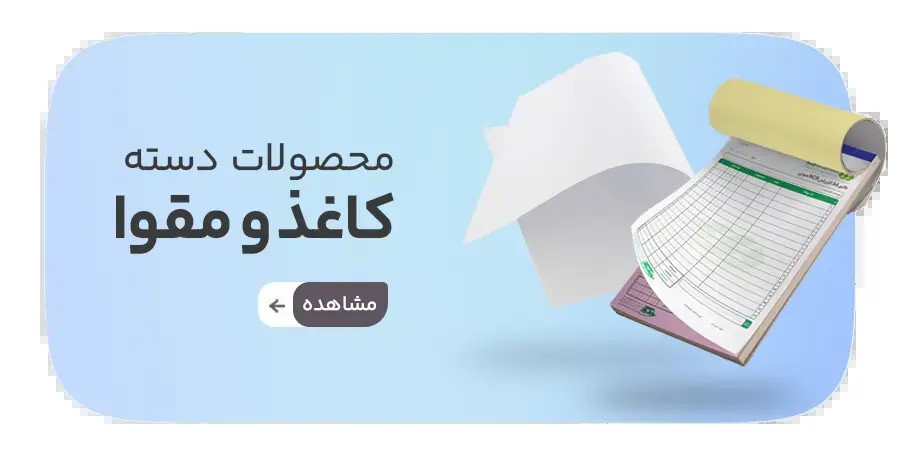 محصولات دسته
کاغذ و مقوا
مشاهده